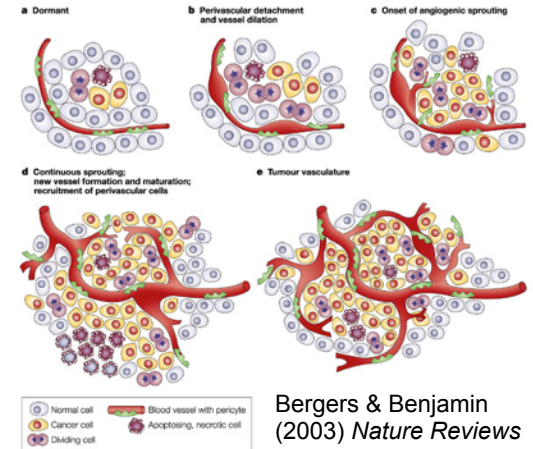 a Dormant
b Perivascular detachment
and vessel dilation
c Onset of angiogenic sprouting
d Continuous sprouting;
new vessel formation and maturation;
recruitment of perivascular cells
e Tumour vasculature
Normal cell
Cancer cell
Dividing cell
Blood vessel with pericyte
Apoptosing, necrotic cell
Bergers & Benjamin
(2003) Nature Reviews